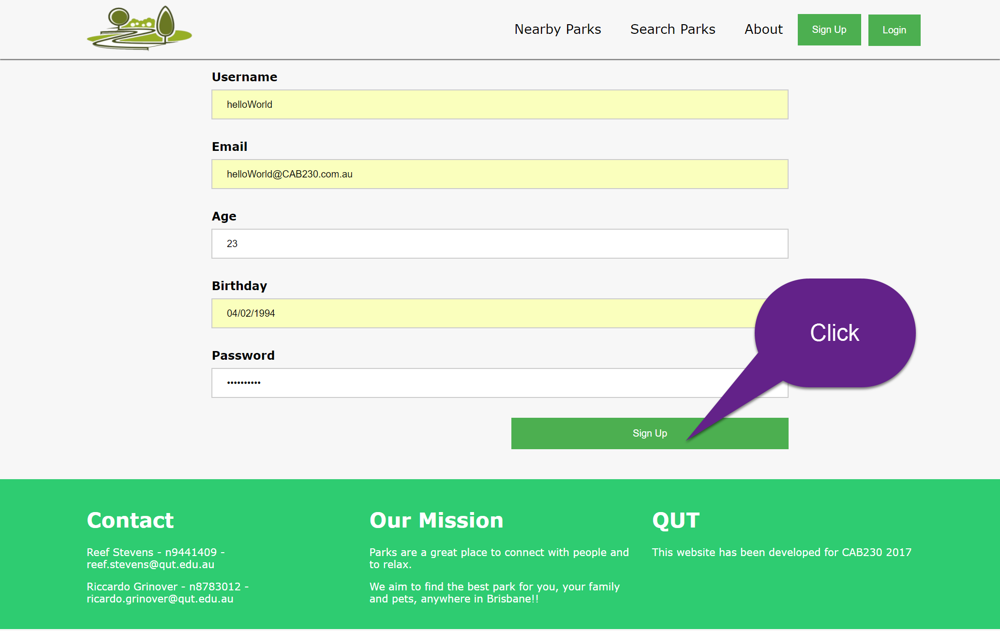 Nearby Parks Search Parks About Sign Up Login
Username
helloWorld
Email
helloWorld@CAB230.com.au
Age
23
Birthday
04/02/1994
Click
Password
••••••••••
Sign Up
Contact
Reef Stevens - n9441409 -
reef.stevens@qut.edu.au
Riccardo Grinover - n8783012 -
ricardo.grinover@qut.edu.au
Our Mission
Parks are a great place to connect with people and
to relax.
We aim to find the best park for you, your family
and pets, anywhere in Brisbane!!
QUT
This website has been developed for CAB230 2017